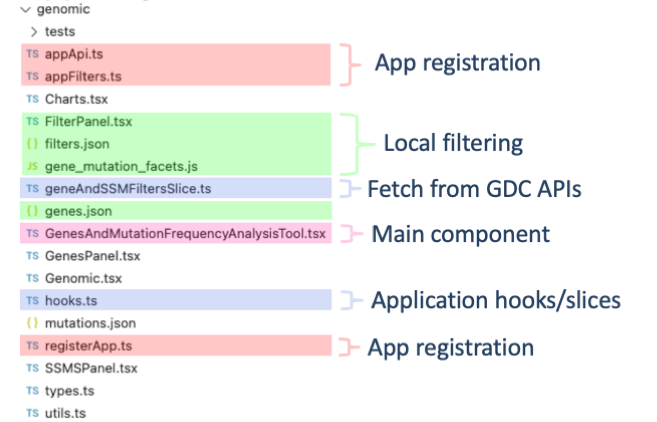 genomic
tests
TS appApi.ts
TS appFilters.ts
App registration
TS Charts.tsx
TS FilterPanel.tsx
{} filters.json
JS gene_mutation_facets.js
Local filtering
TS geneAndSSMFiltersSlice.ts
Fetch from GDC APIs
{} genes.json
TS GenesAndMutationFrequencyAnalysisTool.tsx
Main component
TS GenesPanel.tsx
TS Genomic.tsx
TS hooks.ts
Application hooks/slices
{} mutations.json
TS registerApp.ts
App registration
TS SSMSPanel.tsx
TS types.ts
TS utils.ts